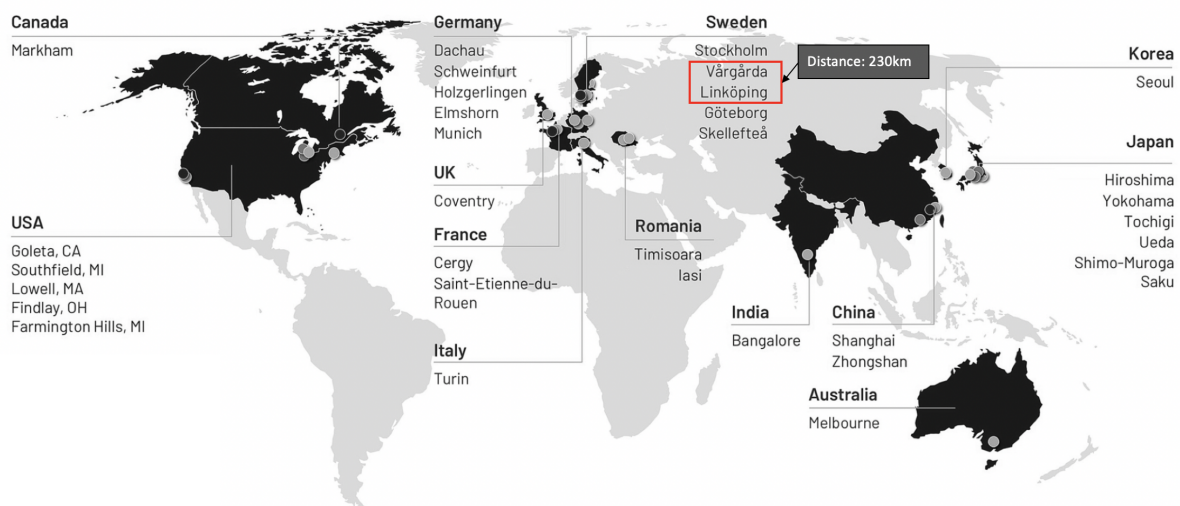 Canada
Markham
USA
Goleta, CA
Southfield, MI
Lowell, MA
Findlay, OH
Farmington Hills, MI
Germany
Dachau
Schweinfurt
Holzgerlingen
Elmshorn
Munich
UK
Coventry
France
Cergy
Saint-Etienne-du-
Rouen
Italy
Turin
Sweden
Stockholm
Vårgårda
Linköping
Göteborg
Skellefteå
Distance: 230km
Romania
Timisoara
Iasi
India
Bangalore
China
Shanghai
Zhongshan
Australia
Melbourne
Korea
Seoul
Japan
Hiroshima
Yokohama
Tochigi
Ueda
Shimo-Muroga
Saku